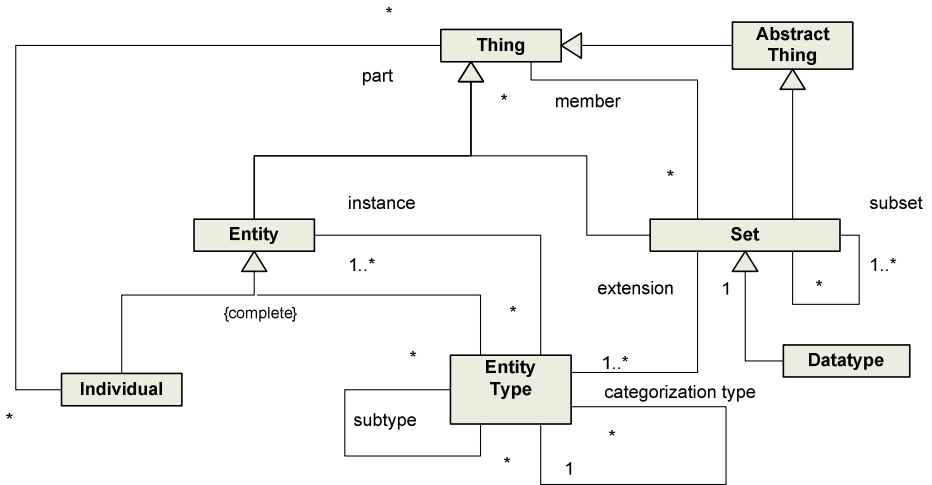 *
Thing
Abstract
Thing
part
*
member
*
instance
subset
Entity
Set
1..*
1..*
extension
1
*
{complete}
*
*
Entity
Type
1..*
Datatype
Individual
categorization type
*
subtype
*
*
1